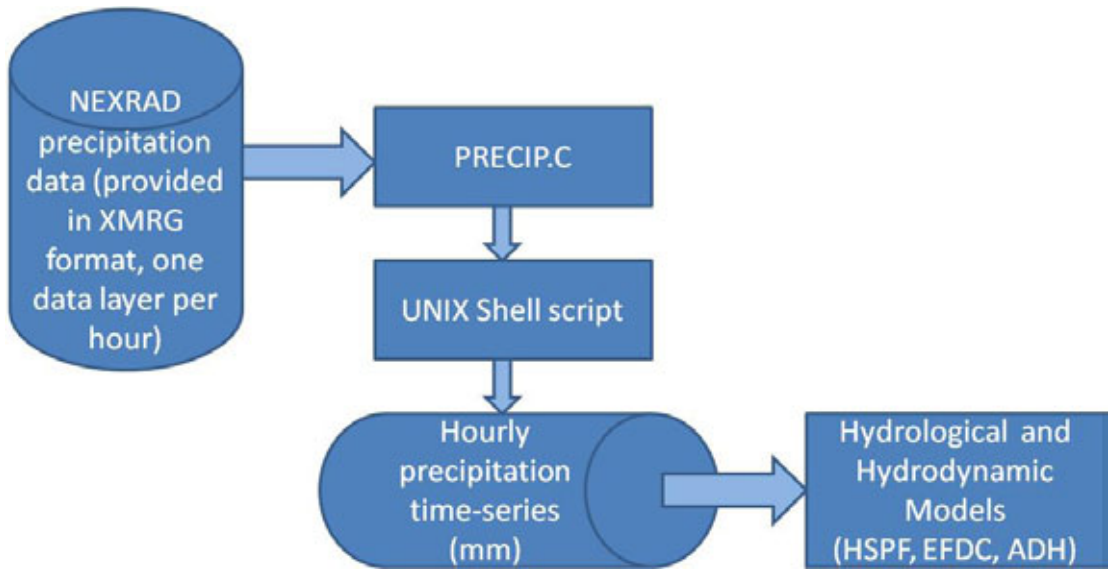 NEXRAD
precipitation
data (provided
in XMRG
format, one
data layer per
hour)
PRECIP.C
UNIX Shell script
Hourly
precipitation
time-series
(mm)
Hydrological and
Hydrodynamic
Models
(HSPF, EFDC, ADH)